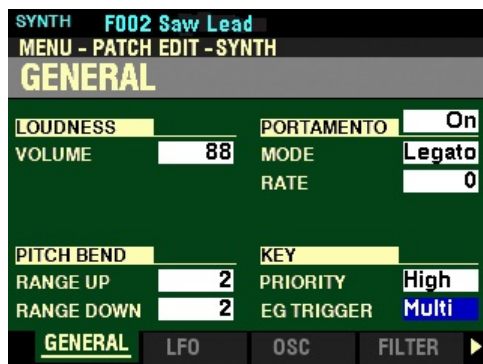 SYNTH F002 Saw Lead
MENU - PATCH EDIT - SYNTH
GENERAL
LOUDNESS
VOLUME 88
PORTAMENTO On
MODE Legato
RATE 0
PITCH BEND
RANGE UP 2
RANGE DOWN 2
KEY
PRIORITY High
EG TRIGGER Multi
GENERAL LFO OSC FILTER